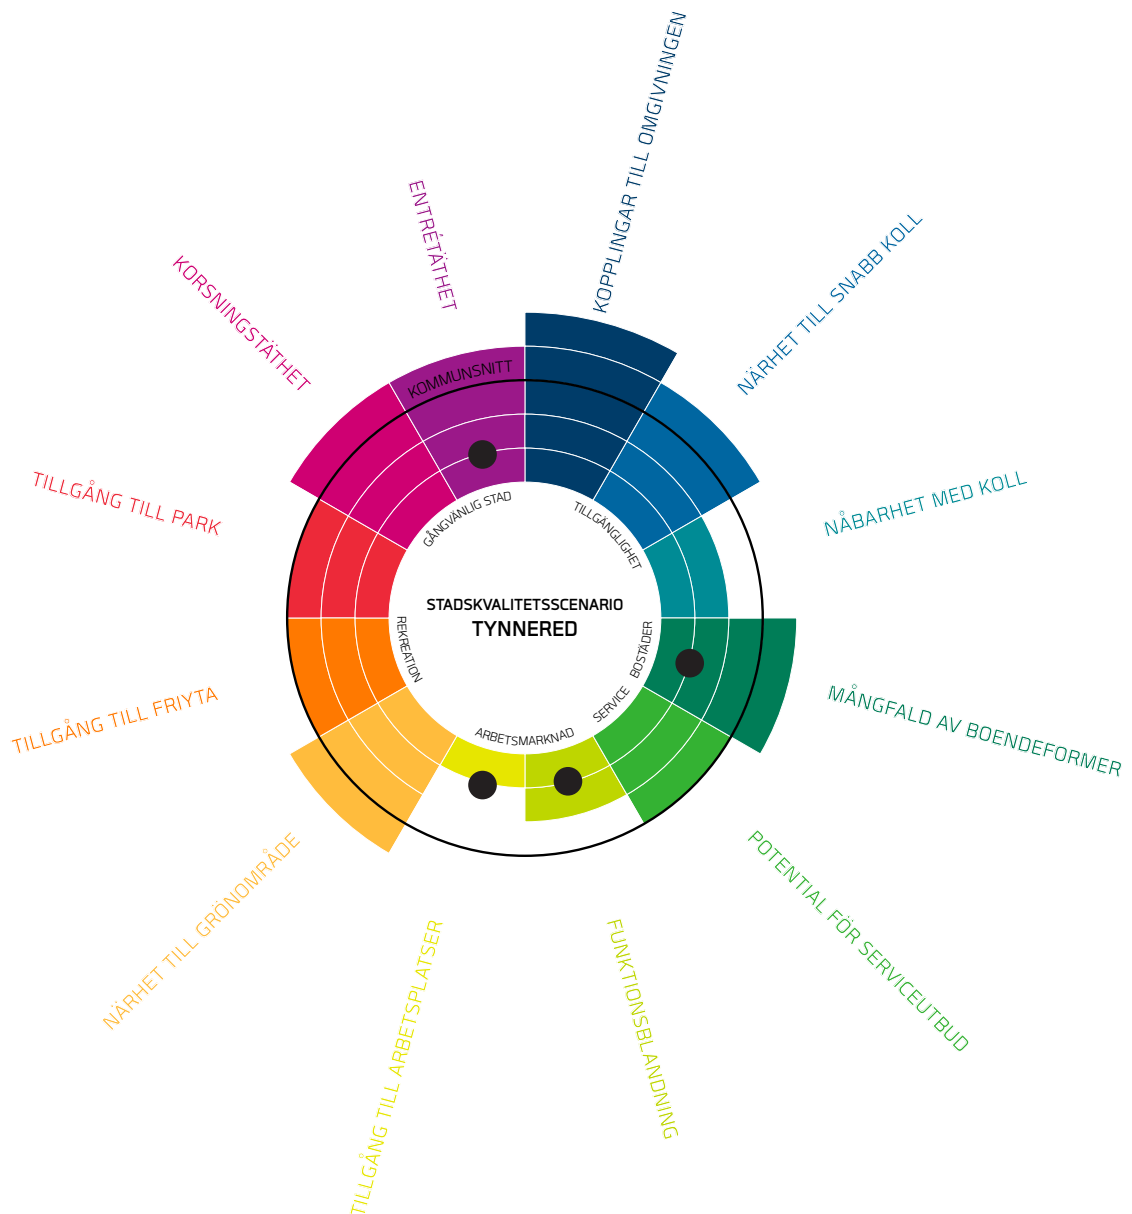 KOPPLINGAR TILL OMGIVNINGEN
NÄRHET TILL SNABB KOLL
NÅBARHET MED KOLL
MÅNGFALD AV BOENDEFORMER
POTENTIAL FÖR SERVICEUTBUD
FUNKTIONSBLANDNING
TILLGÅNG TILL ARBETSPLATSER
NÄRHET TILL GRÖNOMRÅDE
TILLGÅNG TILL FRIYTA
TILLGÅNG TILL PARK
KORSNINGSTÄTHET
ENTRÉTÄTHET
KOMMUNSNITT
GÅNGVÄNLIG STAD
TILLGÄNGLIGHET
BOSTÄDER
SERVICE
ARBETSMARKNAD
REKREATION
STADSKVALITETSSCENARIO
TYNNERED